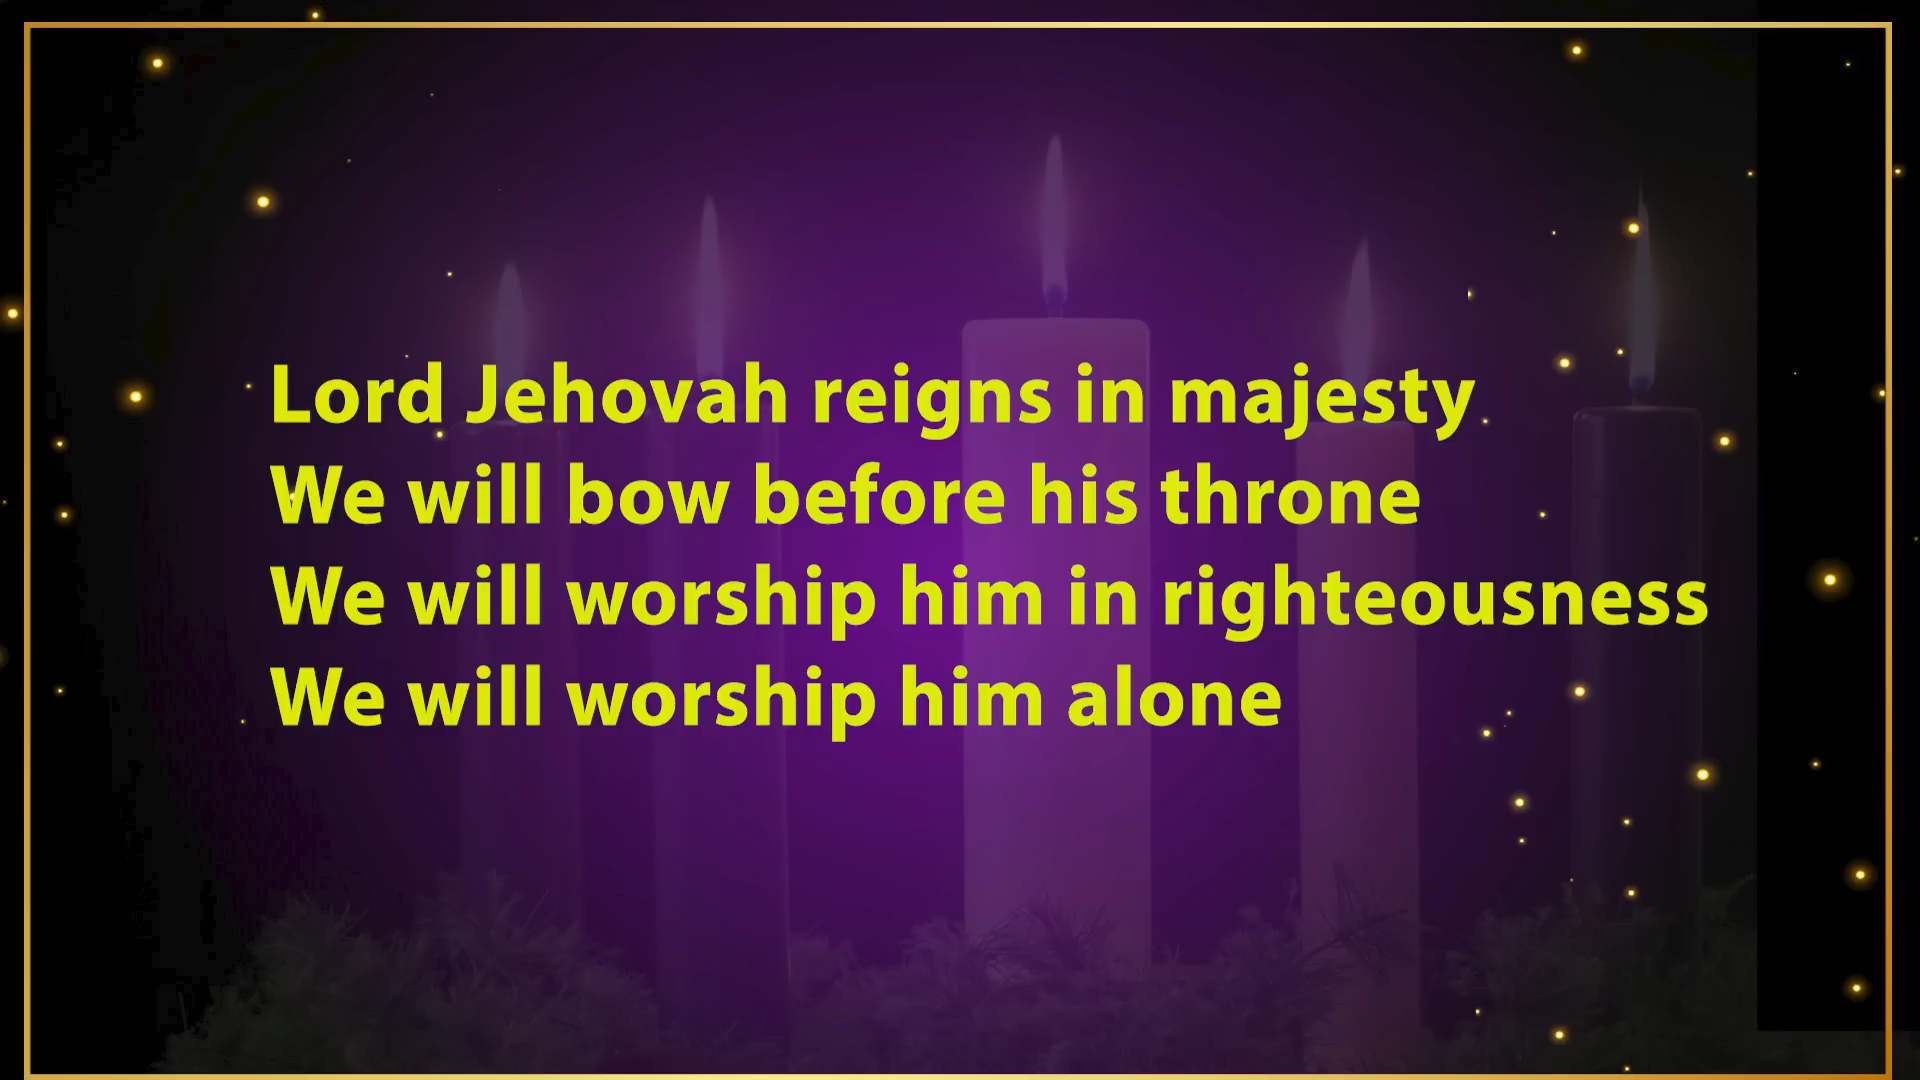 Lord Jehovah reigns in majesty
We will bow before his throne
We will worship him in righteousness
We will worship him alone